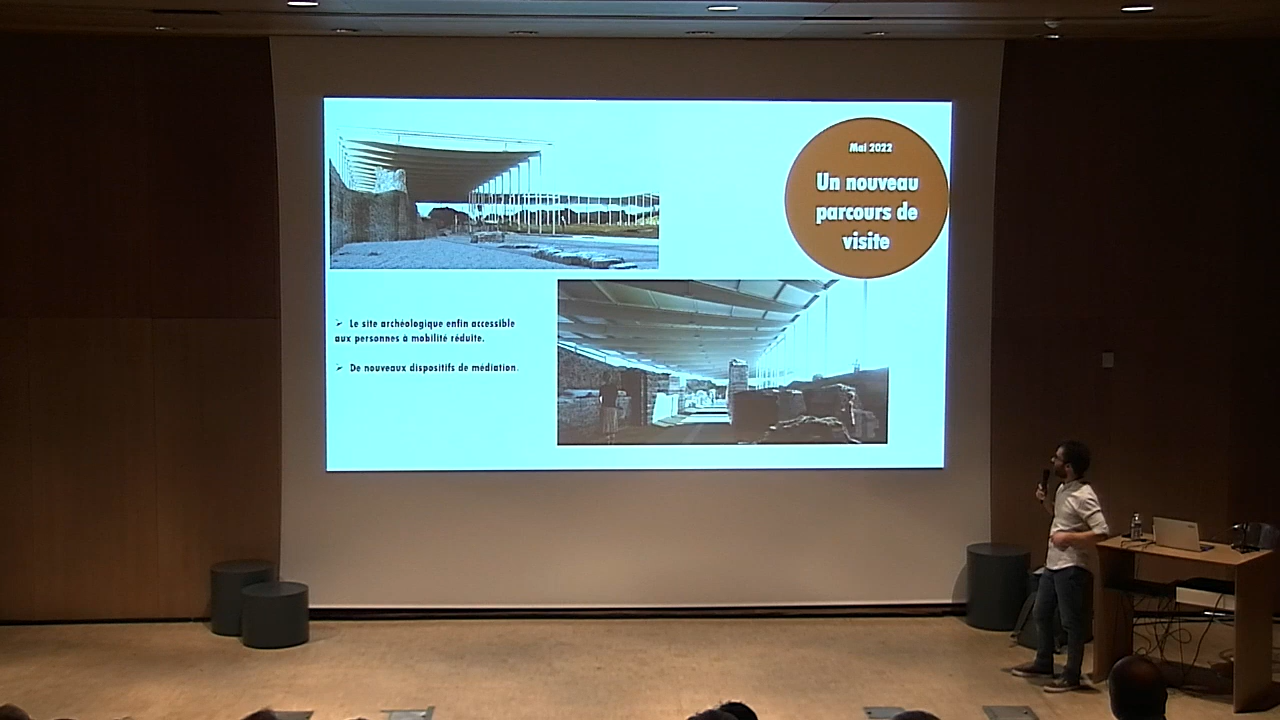 Mai 2022
Un nouveau
parcours de
visite
➢ Le site archéologique enfin accessible
aux personnes à mobilité réduite.
➢ De nouveaux dispositifs de médiation.